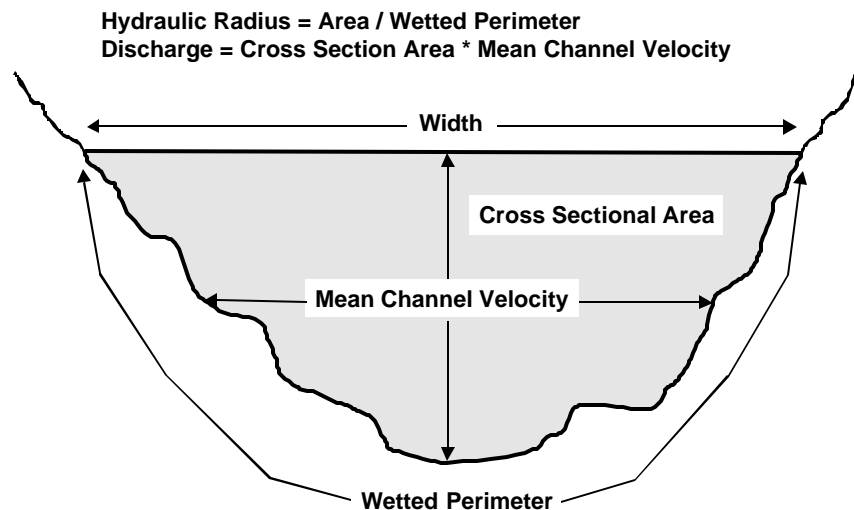 Hydraulic Radius = Area / Wetted Perimeter
Discharge = Cross Section Area * Mean Channel Velocity
Width
Cross Sectional Area
Mean Channel Velocity
Wetted Perimeter